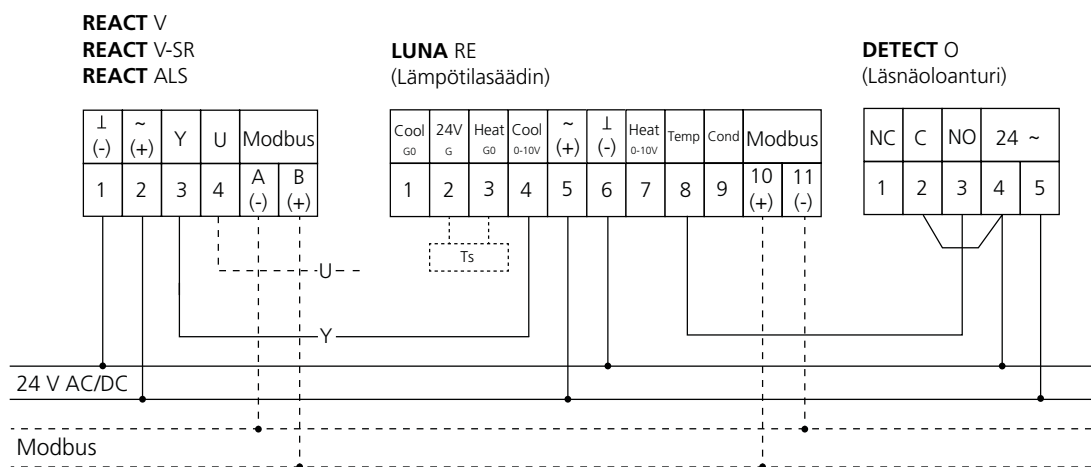 REACT V
REACT V-SR
REACT ALS
LUNA RE
(Lämpötilasäädin)
DETECT O
(Läsnäoloanturi)
⊥ (-) ~ (+) Y U Modbus
1 2 3 4 A (-) B (+)
Cool G0 24V G Heat G0 Cool 0-10V ~ (+) ⊥ (-) Heat 0-10V Temp Cond Modbus
1 2 3 4 5 6 7 8 9 10 (+) 11 (-)
NC C NO 24 ~
1 2 3 4 5
Ts
U
Y
24 V AC/DC
Modbus